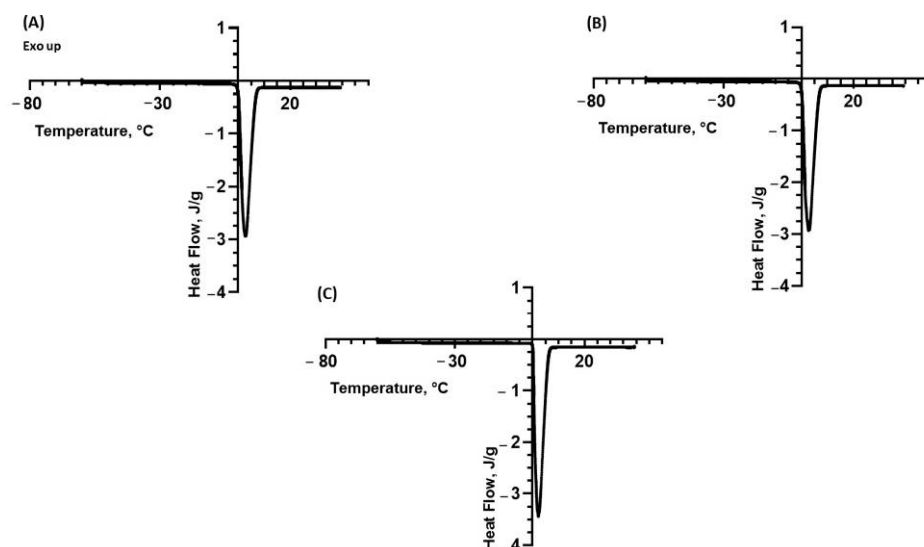 (A)
Exo up
1
− 80
−30
20
Temperature, °C
−1
−2
−3
−4
Heat Flow, J/g
(B)
1
− 80
−30
20
Temperature, °C
−1
−2
−3
−4
Heat Flow, J/g
(C)
1
− 80
−30
20
Temperature, °C
− 1
−2
−3
−4
Heat Flow, J/g